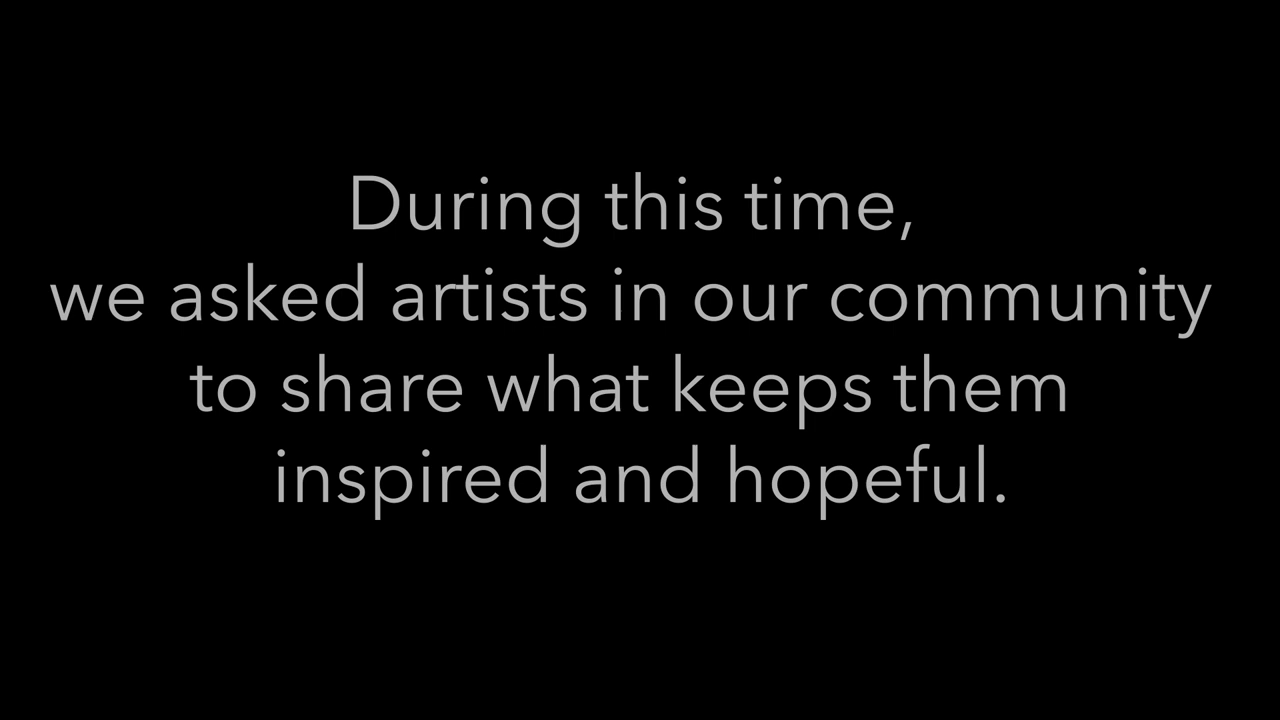 During this time,
we asked artists in our community
to share what keeps them
inspired and hopeful.